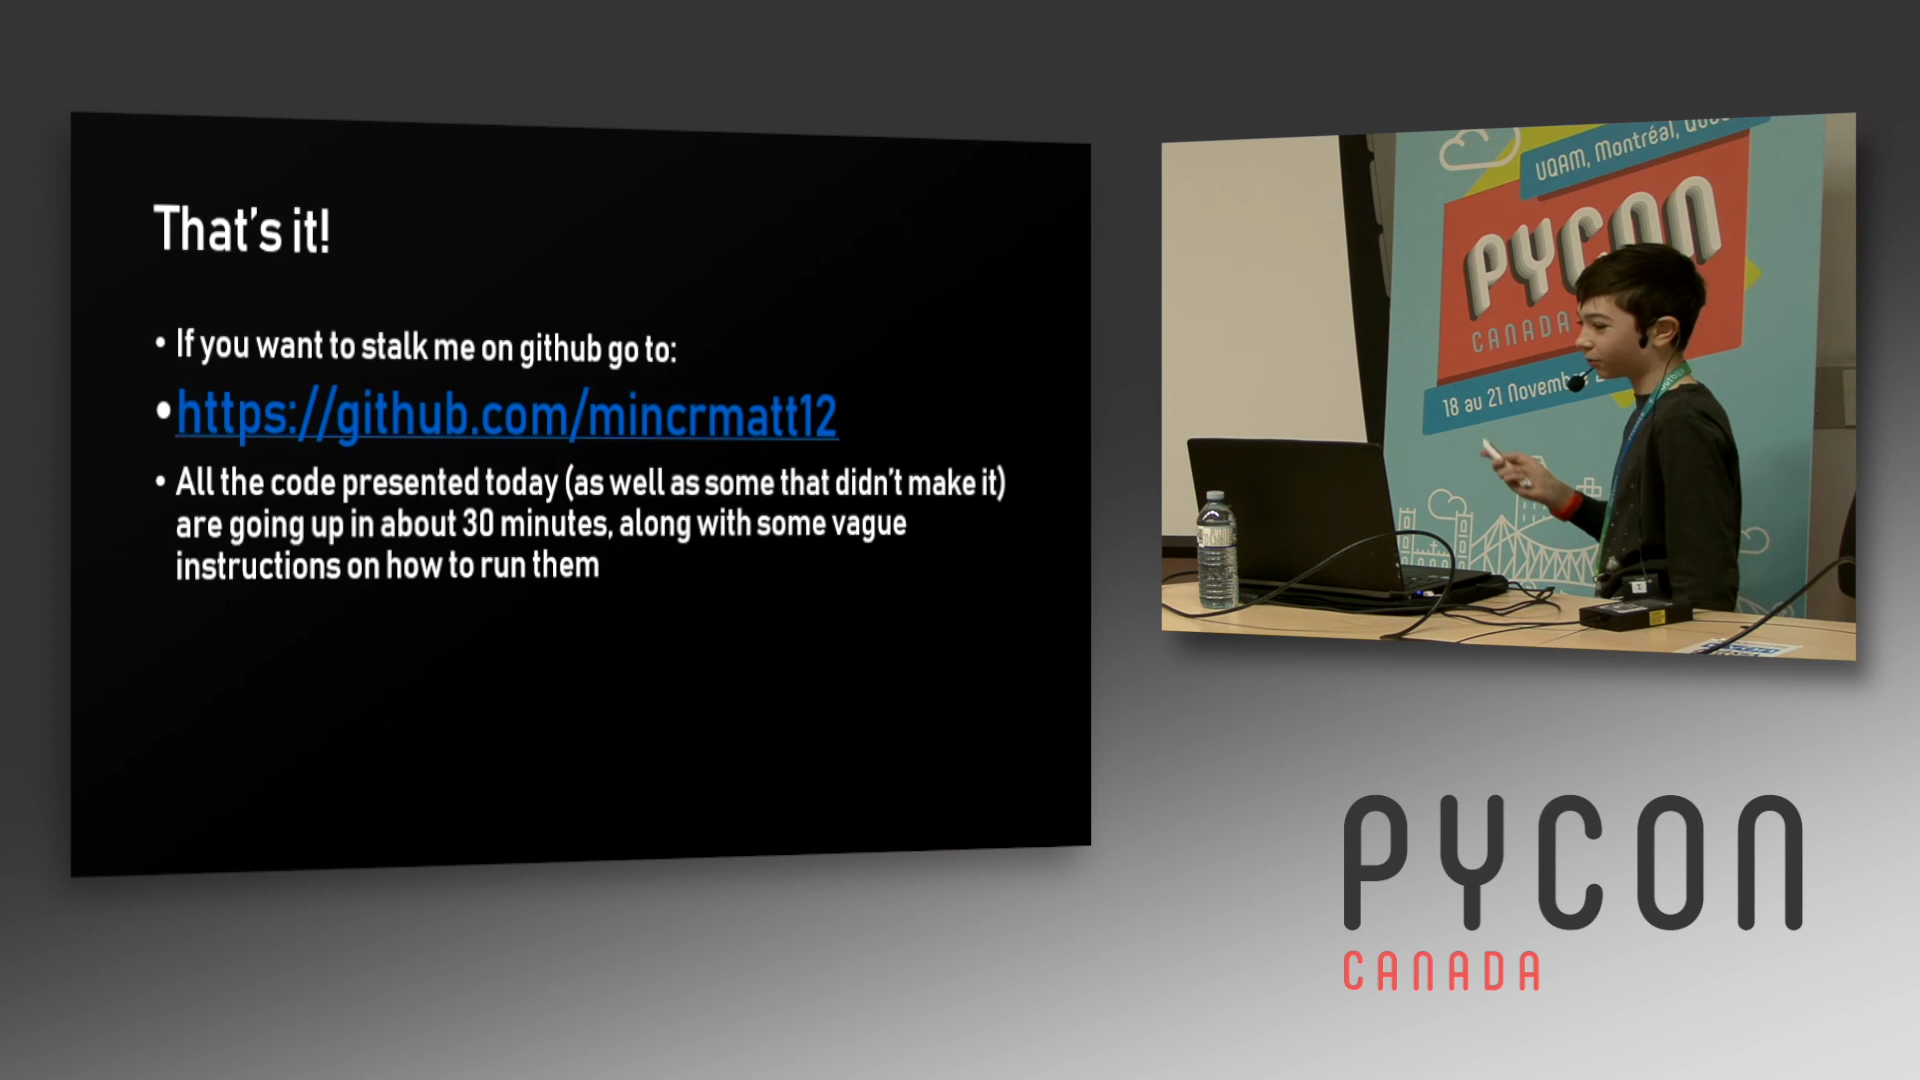 That's it!
• If you want to stalk me on github go to:
• https://github.com/mincrmatt12
• All the code presented today (as well as some that didn't make it)
are going up in about 30 minutes, along with some vague
instructions on how to run them
UQAM, Montréal,
PYCON
CANADA
18 au 21 Novemb
PYCON
CANADA